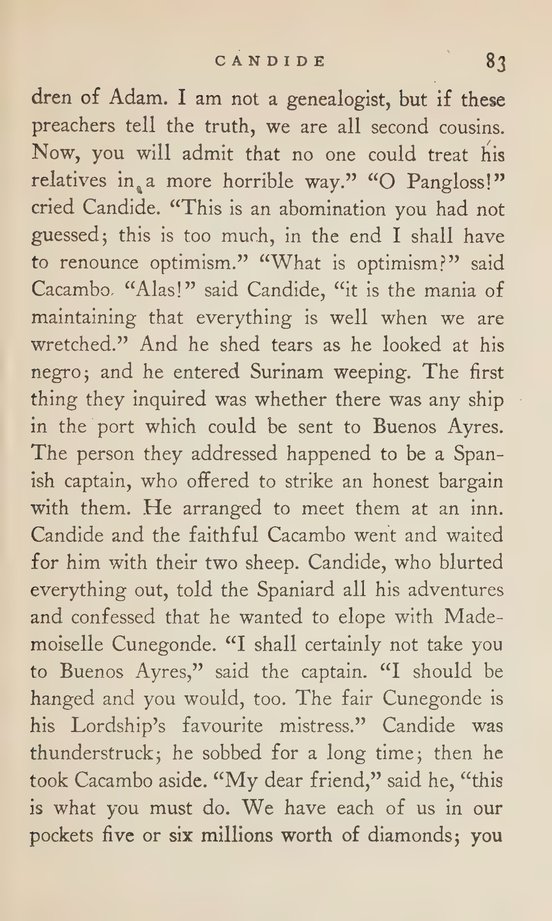 CANDIDE 83
dren of Adam. I am not a genealogist, but if these
preachers tell the truth, we are all second cousins.
Now, you will admit that no one could treat his
relatives in a more horrible way.” “O Pangloss!”
cried Candide. “This is an abomination you had not
guessed; this is too much, in the end I shall have
to renounce optimism.” “What is optimism?” said
Cacambo. “Alas!” said Candide, “it is the mania of
maintaining that everything is well when we are
wretched.” And he shed tears as he looked at his
negro; and he entered Surinam weeping. The first
thing they inquired was whether there was any ship
in the port which could be sent to Buenos Ayres.
The person they addressed happened to be a Span-
ish captain, who offered to strike an honest bargain
with them. He arranged to meet them at an inn.
Candide and the faithful Cacambo went and waited
for him with their two sheep. Candide, who blurted
everything out, told the Spaniard all his adventures
and confessed that he wanted to elope with Made-
moiselle Cunegonde. “I shall certainly not take you
to Buenos Ayres,” said the captain. “I should be
hanged and you would, too. The fair Cunegonde is
his Lordship’s favourite mistress.” Candide was
thunderstruck; he sobbed for a long time; then he
took Cacambo aside. “My dear friend,” said he, “this
is what you must do. We have each of us in our
pockets five or six millions worth of diamonds; you